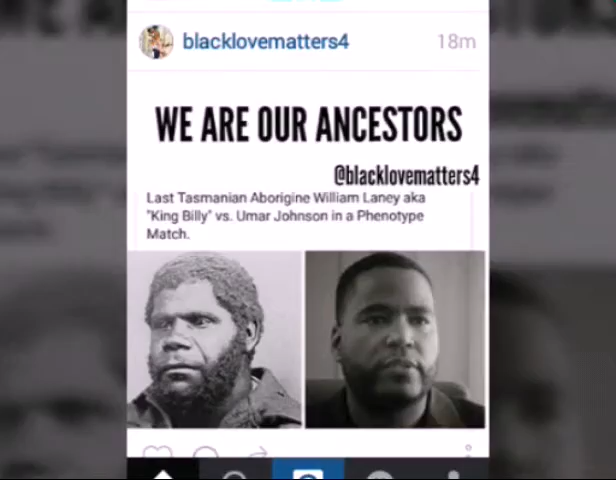 blacklovematters4
18m
WE ARE OUR ANCESTORS
@blacklovematters4
Last Tasmanian Aborigine William Laney aka
"King Billy" vs. Umar Johnson in a Phenotype
Match.